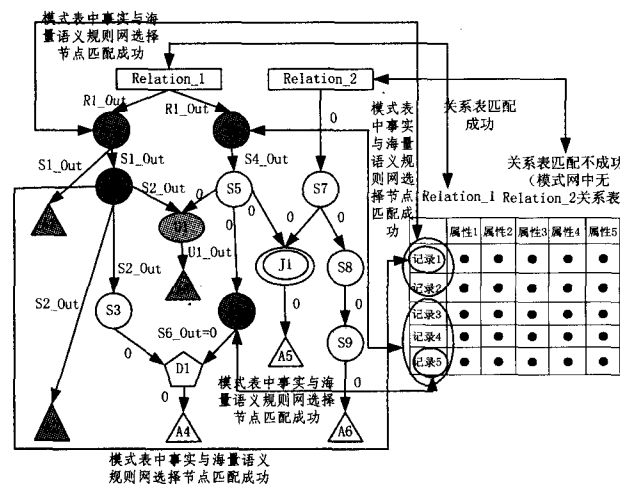 模式表中事实与海
量语义规则网选择
节点匹配成功
Relation_1
Relation_2
R1_Out
R1_Out
0
模式表
中事实
与海量
语义规
则网选
择节点
匹配成
功
关系表匹配
成功
关系表匹配不成功
（模式网中无
Relation_2关系表
Relation_1
S1_Out
S1_Out
S4_Out
S2_Out
0
S5
S7
0
0
0
0
U1_Out
J1
S8
S2_Out
S2_Out
S3
0
0
S9
S6_Out=0
0
D1
A5
0
0
A4
A6
属性1
属性2
属性3
属性4
属性5
记录1
记录2
记录3
记录4
记录5
模式表中事实与海
量语义规则网选择
节点匹配成功
模式表中事实与海量语义
规则网选择节点匹配成功